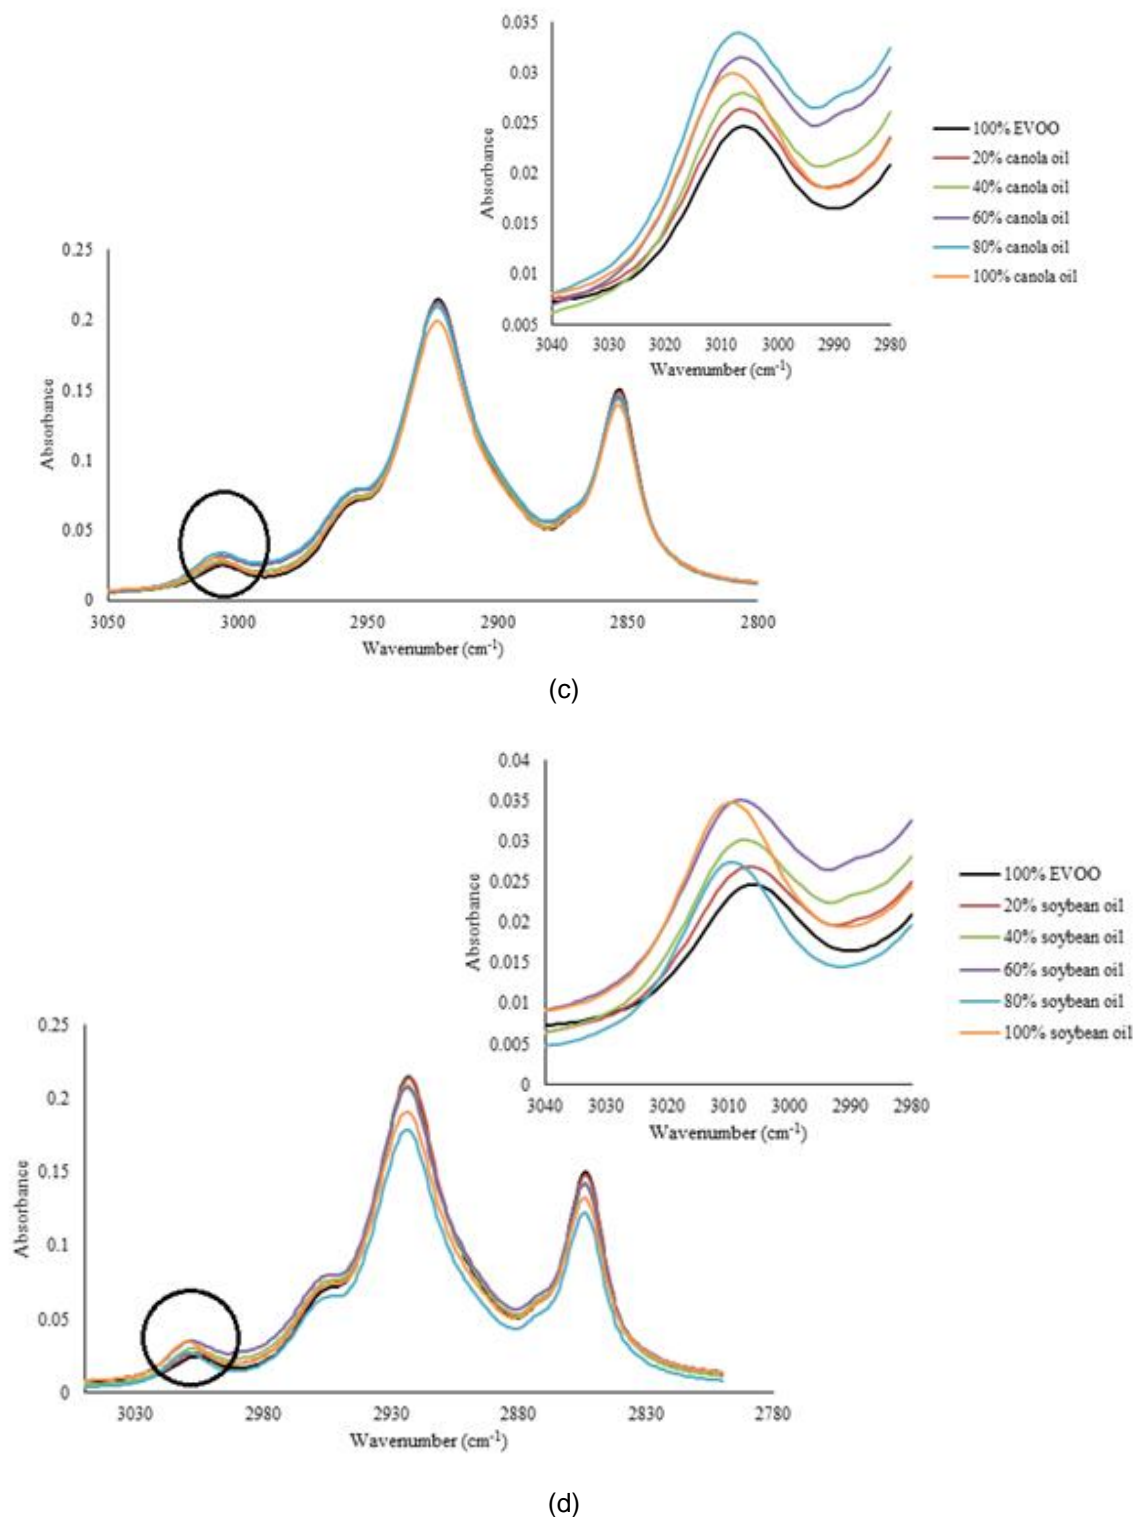 0.035
0.03
0.025
0.02
0.015
0.01
0.005
Absorbance
3040 3030 3020 3010 3000 2990 2980
Wavenumber (cm-1)
100% EVOO
20% canola oil
40% canola oil
60% canola oil
80% canola oil
100% canola oil
0.25
0.2
0.15
0.1
0.05
0
Absorbance
3050 3000 2950 2900 2850 2800
Wavenumber (cm-1)
(c)
0.04
0.035
0.03
0.025
0.02
0.015
0.01
0.005
0
Absorbance
3040 3030 3020 3010 3000 2990 2980
Wavenumber (cm-1)
100% EVOO
20% soybean oil
40% soybean oil
60% soybean oil
80% soybean oil
100% soybean oil
0.25
0.2
0.15
0.1
0.05
0
Absorbance
3030 2980 2930 2880 2830 2780
Wavenumber (cm-1)
(d)